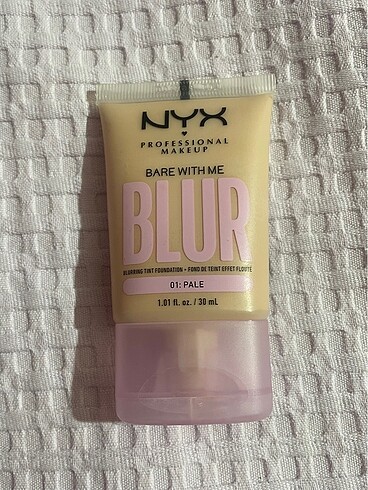 NYX
PROFESSIONAL
MAKEUP
BARE WITH ME
BLUR
BLURRING TINT FOUNDATION • FOND DE TEINT EFFET FLOUTÉ
01: PALE
1.01 fl. oz. / 30 mL